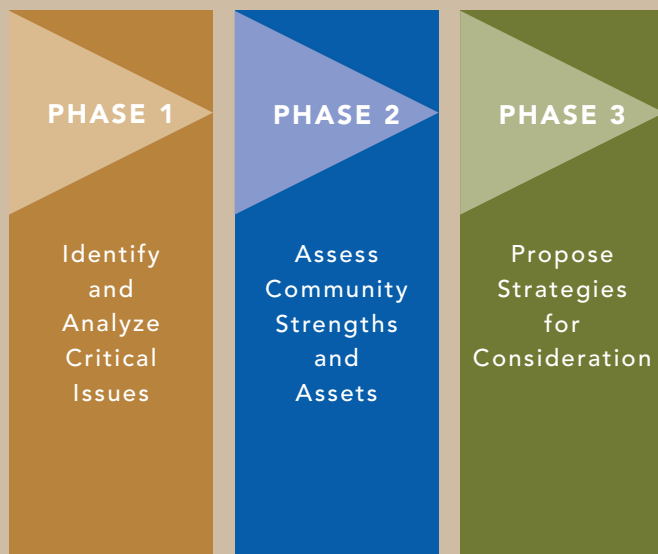 PHASE 1
Identify
and
Analyze
Critical
Issues
PHASE 2
Assess
Community
Strengths
and
Assets
PHASE 3
Propose
Strategies
for
Consideration